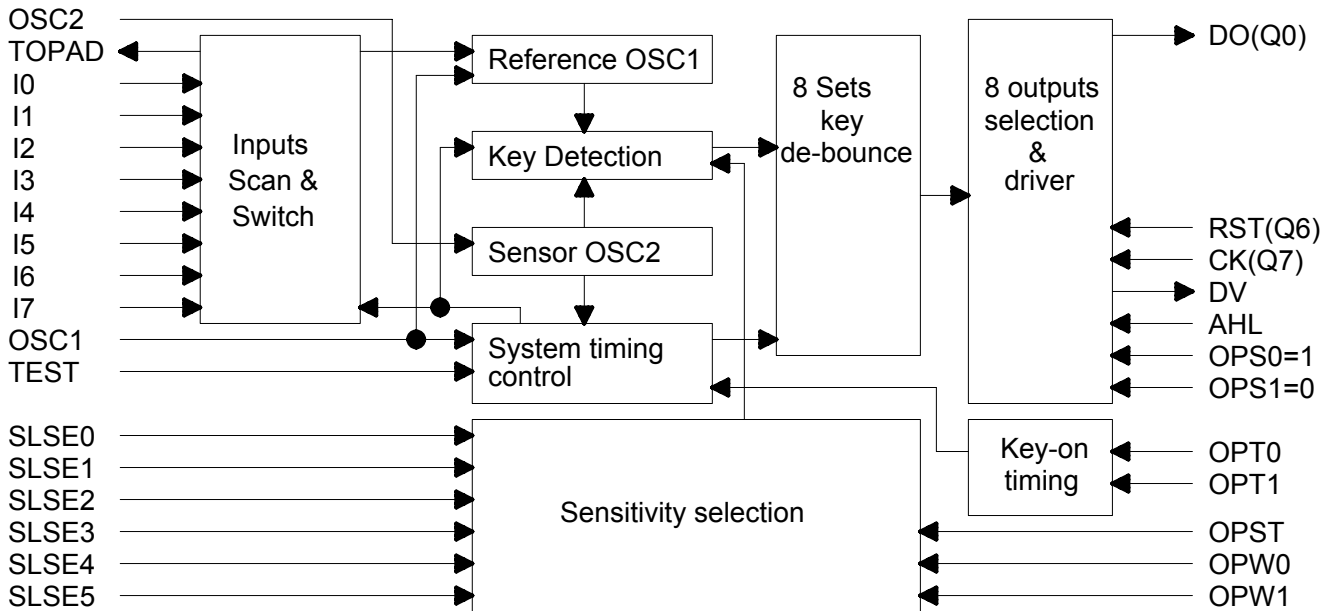 OSC2
TOPAD
I0
I1
I2
I3
I4
I5
I6
I7
OSC1
TEST
SLSE0
SLSE1
SLSE2
SLSE3
SLSE4
SLSE5
Inputs
Scan &
Switch
Reference OSC1
Key Detection
Sensor OSC2
System timing
control
Sensitivity selection
8 Sets
key
de-bounce
8 outputs
selection
&
driver
Key-on
timing
DO(Q0)
RST(Q6)
CK(Q7)
DV
AHL
OPS0=1
OPS1=0
OPT0
OPT1
OPST
OPW0
OPW1